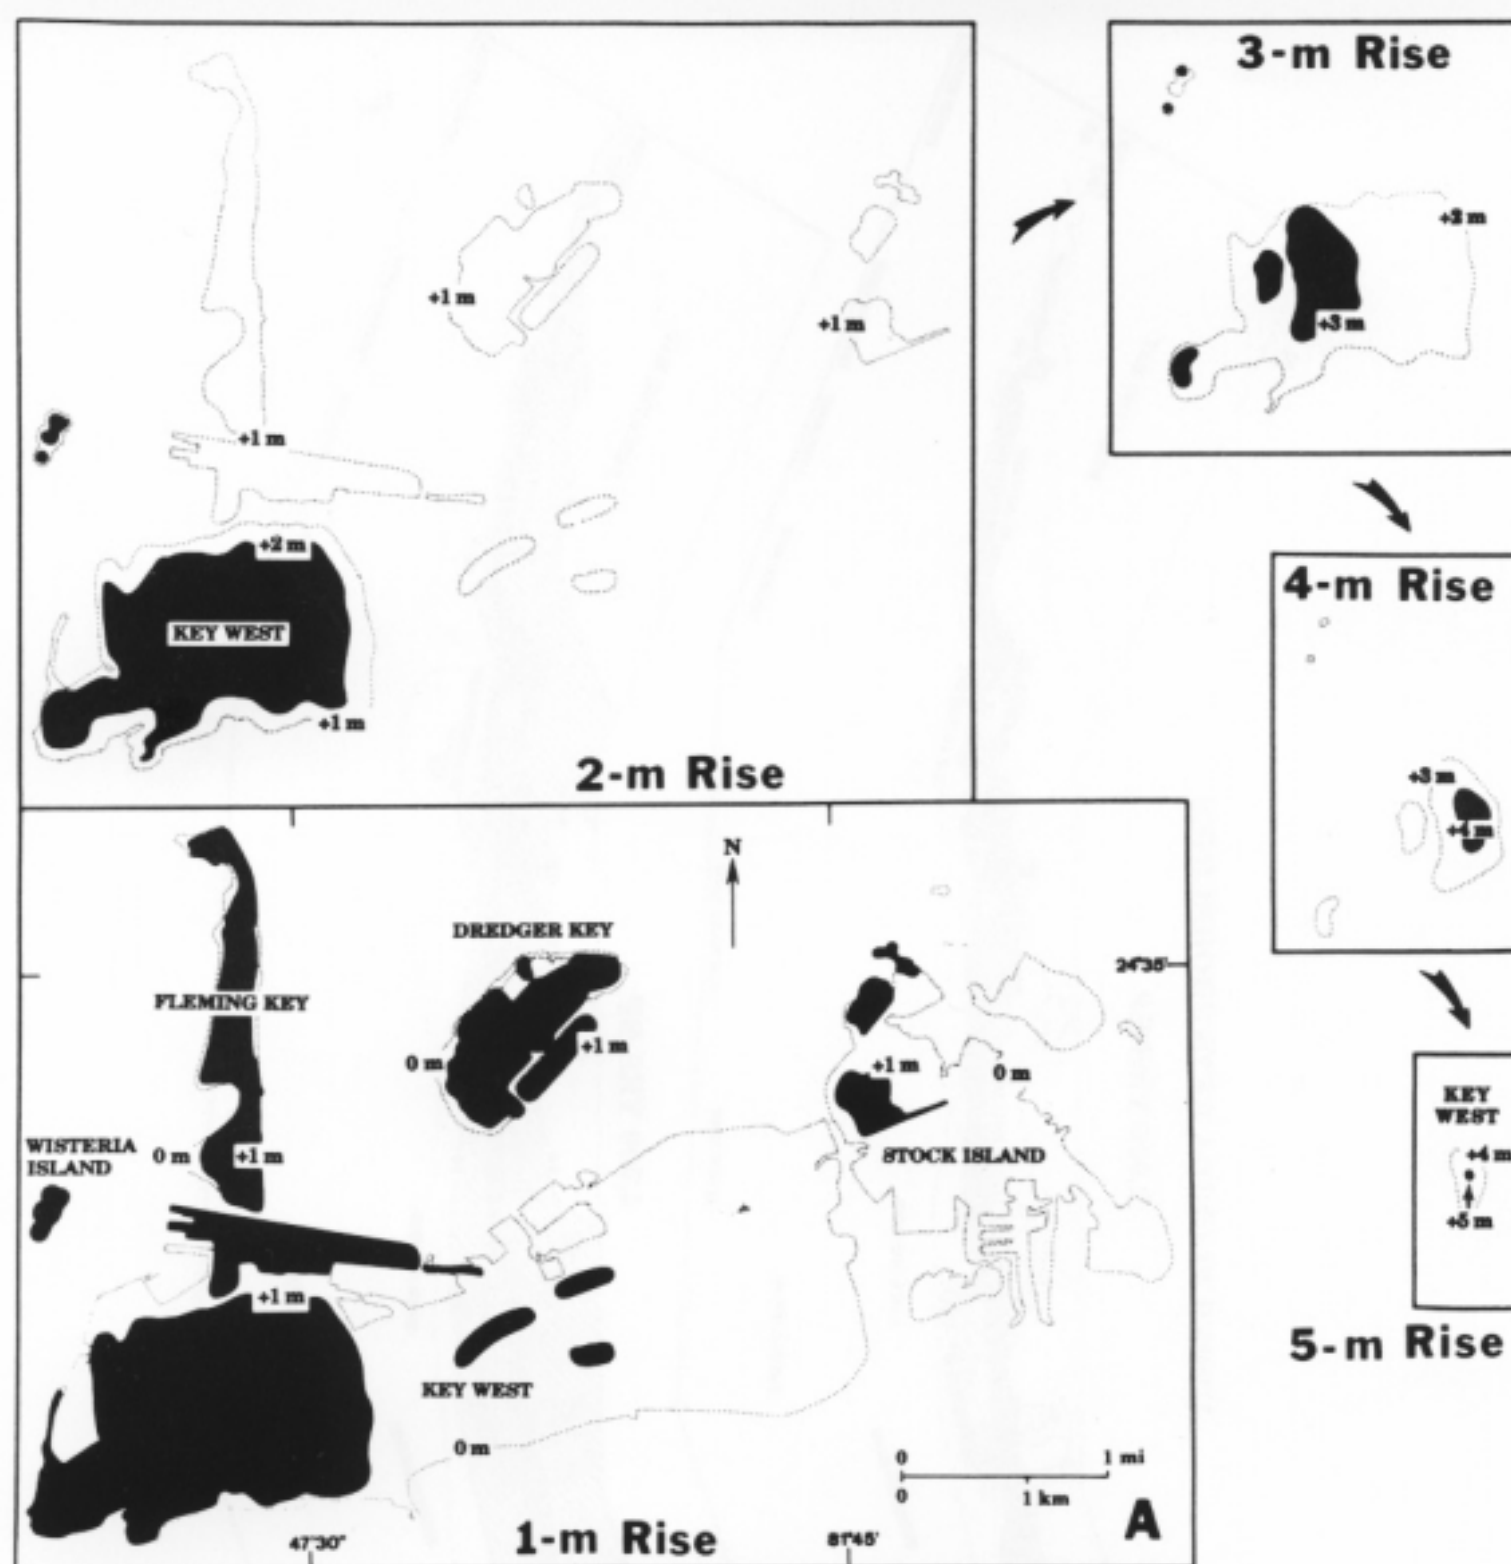 3-m Rise
+2 m
+3 m
+1 m
+1 m
+1 m
+2 m
KEY WEST
+1 m
2-m Rise
4-m Rise
+3 m
+4 m
N
DREDGER KEY
24°35'
FLEMING KEY
0 m
+1 m
+1 m
0 m
WISTERIA
ISLAND
0 m
+1 m
STOCK ISLAND
+1 m
KEY WEST
0 m
0
1 mi
0
1 km
A
1-m Rise
47'30"
81°45'
KEY
WEST
+4 m
+5 m
5-m Rise